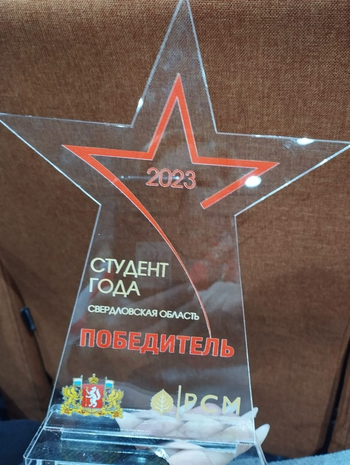 2023
СТУДЕНТ
ГОДА
СВЕРДЛОВСКАЯ ОБЛАСТЬ
ПОБЕДИТЕЛЬ
РСМ